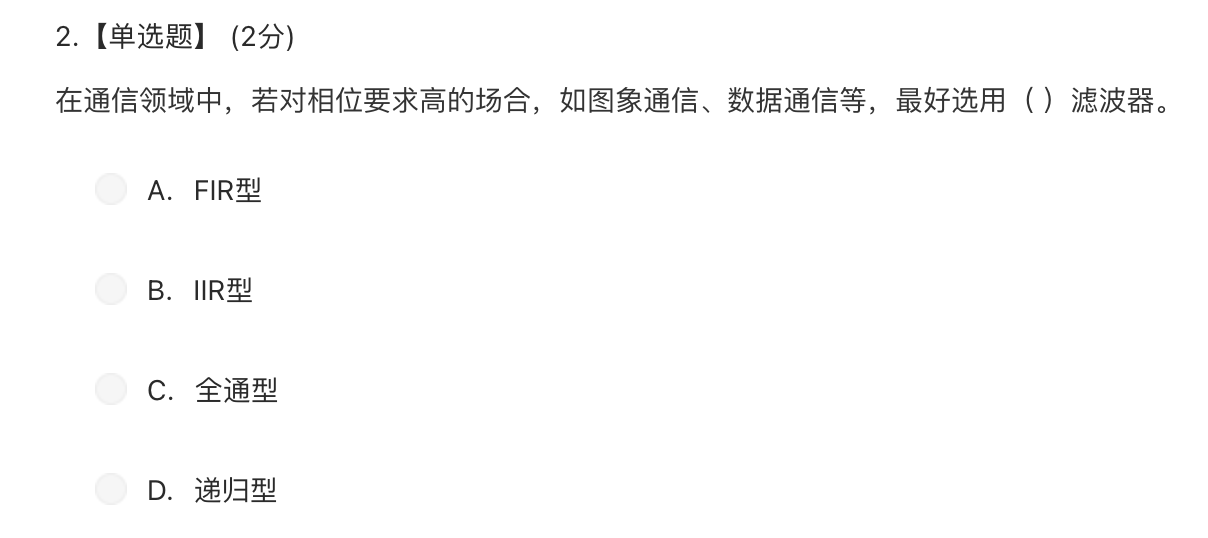 2.【单选题】 (2分)
在通信领域中，若对相位要求高的场合，如图象通信、数据通信等，最好选用（ ）滤波器。
A. FIR型
B. IIR型
C. 全通型
D. 递归型